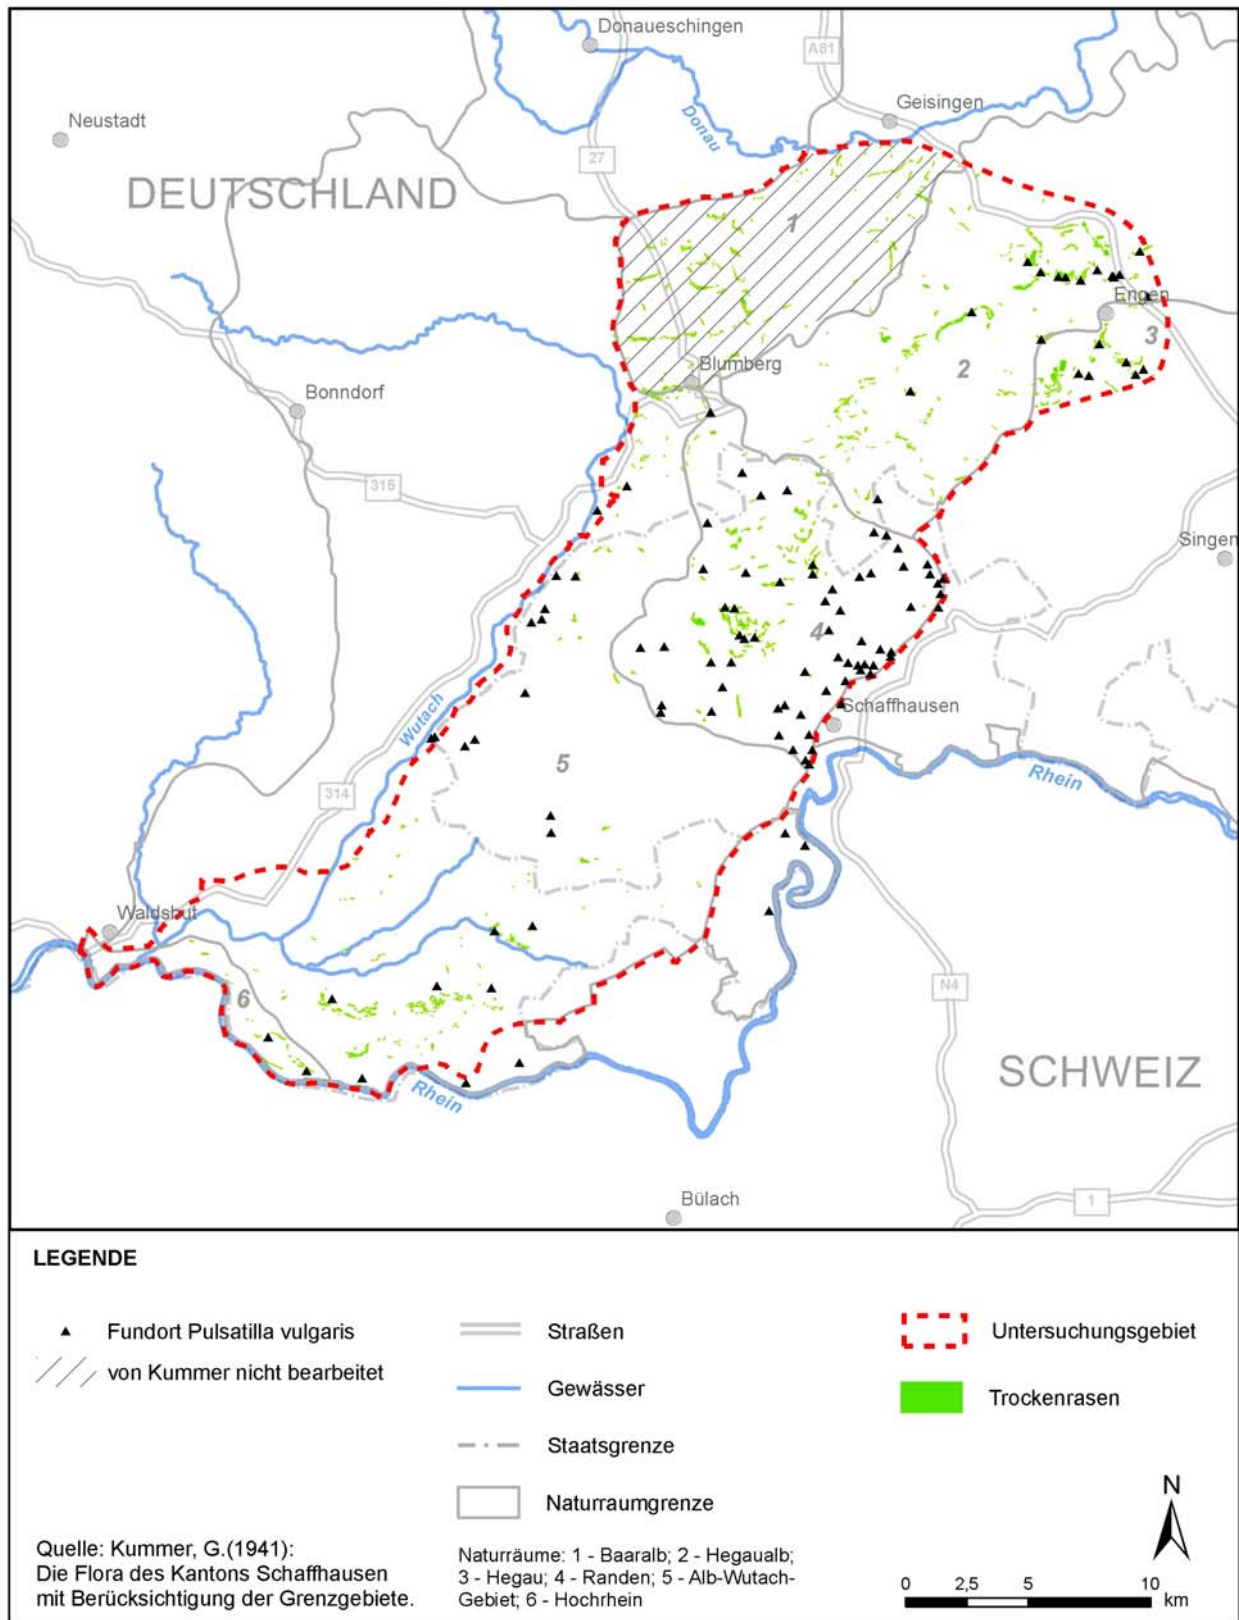 Donaueschingen
A81
Neustadt
Geisingen
Donau
27
DEUTSCHLAND
1
Engen
3
2
Blumberg
Bonndorf
315
Singen
4
Schaffhausen
Wutach
5
Rhein
314
Waldshut
6
N4
SCHWEIZ
Rhein
Bülach
1
LEGENDE
Fundort Pulsatilla vulgaris
von Kummer nicht bearbeitet
Straßen
Gewässer
Staatsgrenze
Naturraumgrenze
Untersuchungsgebiet
Trockenrasen
N
Quelle: Kummer, G.(1941):
Die Flora des Kantons Schaffhausen
mit Berücksichtigung der Grenzgebiete.
Naturräume: 1 - Baaralb; 2 - Hegaualb;
3 - Hegau; 4 - Randen; 5 - Alb-Wutach-
Gebiet; 6 - Hochrhein
0 2,5 5 10
km